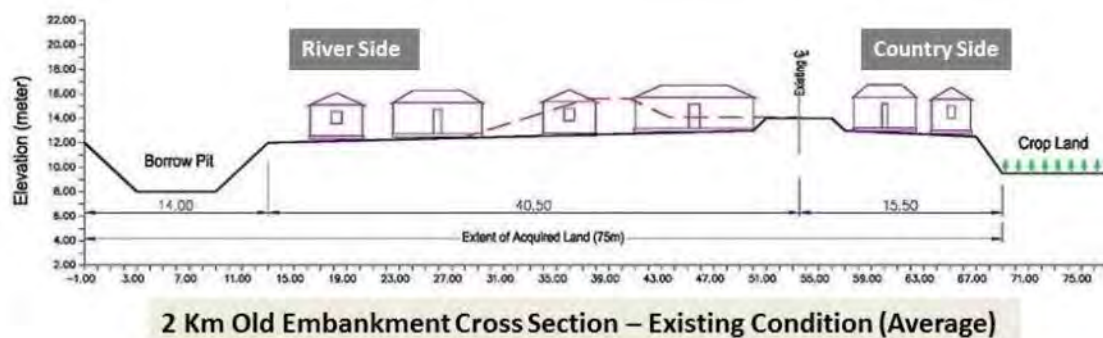 22.00
20.00
18.00
16.00
14.00
12.00
10.00
8.00
6.00
4.00
2.00
Elevation (meter)
River Side
Country Side
Existing
Borrow Pit
Crop Land
14.00
40.50
15.50
Extent of Acquired Land (75m)
-1.00 3.00 7.00 11.00 15.00 19.00 23.00 27.00 31.00 35.00 39.00 43.00 47.00 51.00 55.00 59.00 63.00 67.00 71.00 75.00
2 Km Old Embankment Cross Section – Existing Condition (Average)